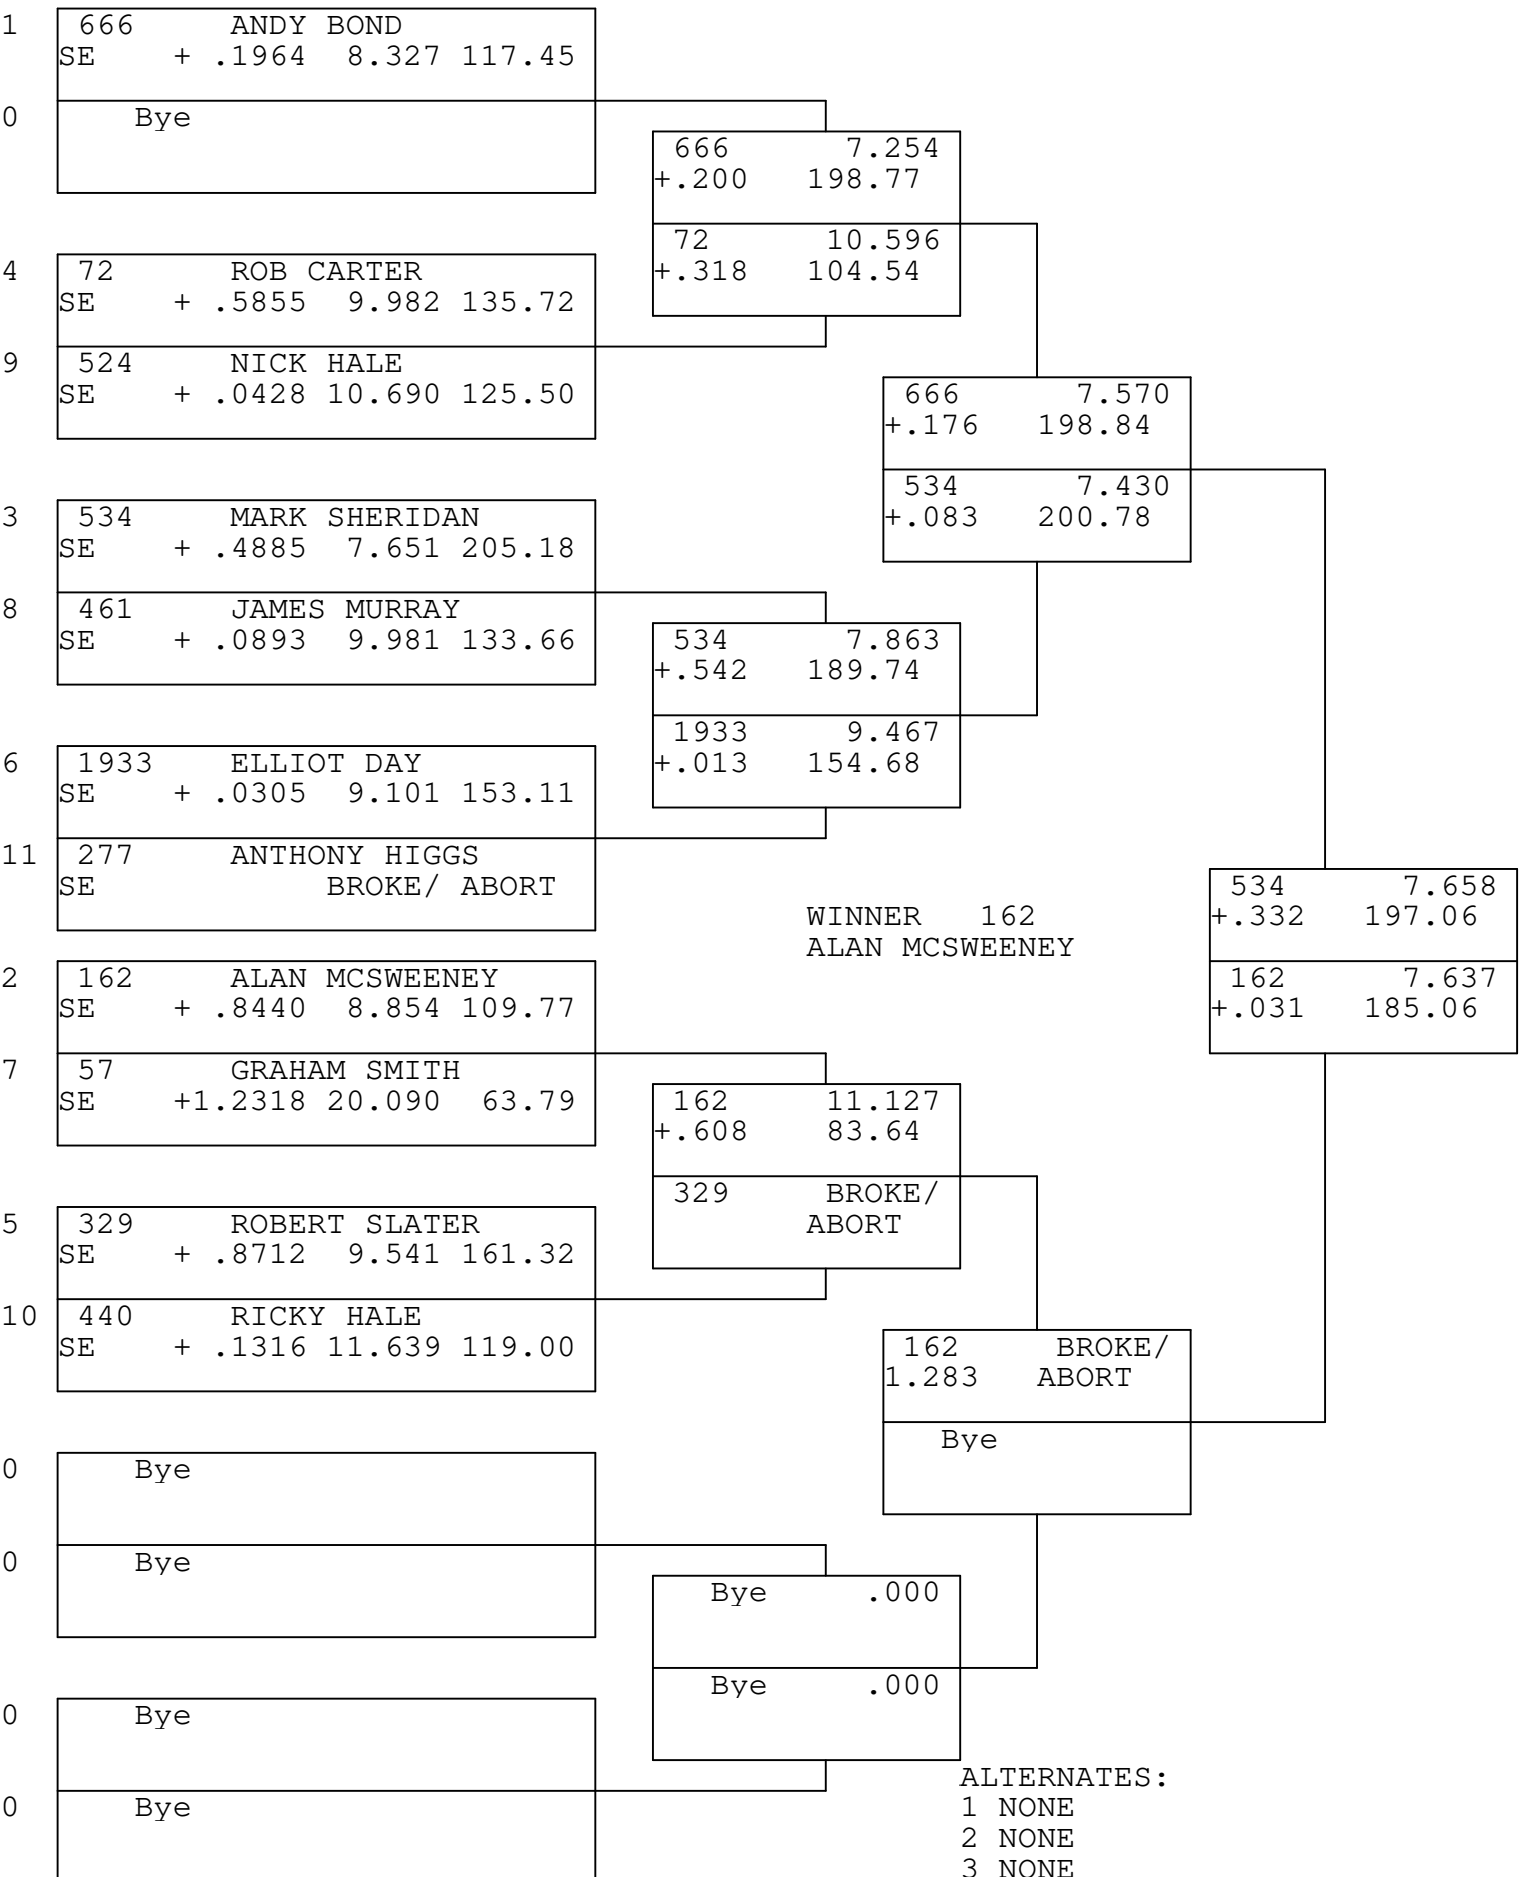 1 666 ANDY BOND
SE + .1964 8.327 117.45
0 Bye
666 7.254
+.200 198.77
72 10.596
+.318 104.54
4 72 ROB CARTER
SE + .5855 9.982 135.72
9 524 NICK HALE
SE + .0428 10.690 125.50
666 7.570
+.176 198.84
534 7.430
+.083 200.78
3 534 MARK SHERIDAN
SE + .4885 7.651 205.18
8 461 JAMES MURRAY
SE + .0893 9.981 133.66
534 7.863
+.542 189.74
1933 9.467
+.013 154.68
6 1933 ELLIOT DAY
SE + .0305 9.101 153.11
11 277 ANTHONY HIGGS
SE BROKE/ ABORT
WINNER 162
ALAN MCSWEENEY
534 7.658
+.332 197.06
162 7.637
+.031 185.06
2 162 ALAN MCSWEENEY
SE + .8440 8.854 109.77
7 57 GRAHAM SMITH
SE +1.2318 20.090 63.79
162 11.127
+.608 83.64
329 BROKE/
ABORT
5 329 ROBERT SLATER
SE + .8712 9.541 161.32
10 440 RICKY HALE
SE + .1316 11.639 119.00
162 BROKE/
1.283 ABORT
Bye
0 Bye
0 Bye
Bye .000
Bye .000
0 Bye
0 Bye
ALTERNATES:
1 NONE
2 NONE
3 NONE